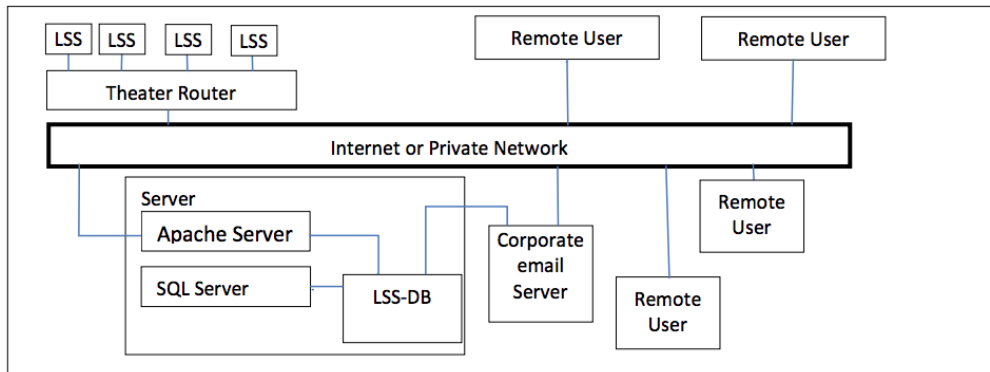 LSS
LSS
LSS
LSS
Remote User
Remote User
Theater Router
Internet or Private Network
Server
Apache Server
SQL Server
LSS-DB
Corporate
email
Server
Remote
User
Remote
User